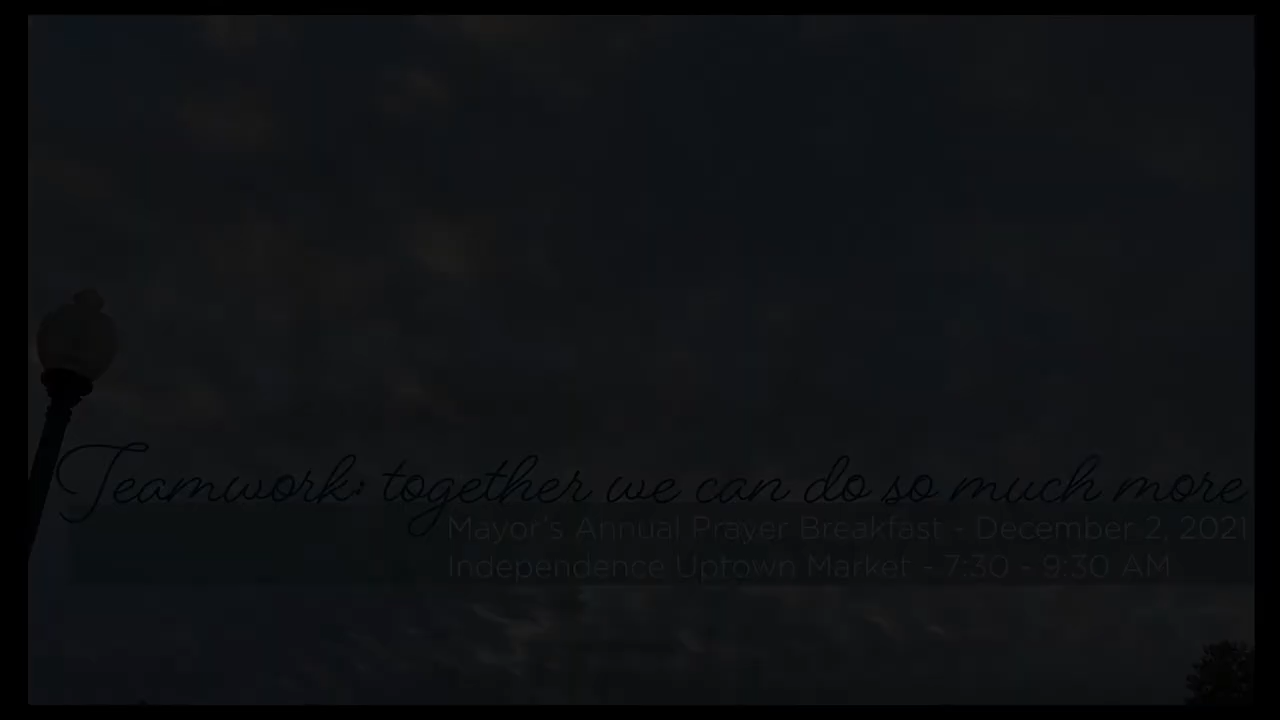 Teamwork: together we can do so much more
Mayor's Annual Prayer Breakfast - December 2, 2021
Independence Uptown Market - 7:30 - 9:30 AM